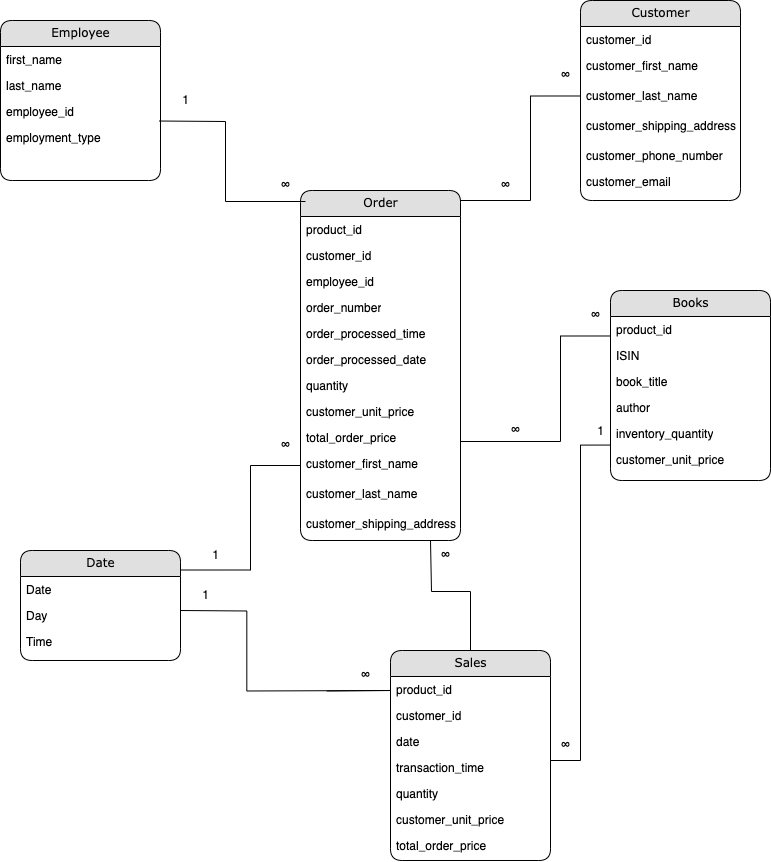 Employee
first_name
last_name
employee_id
employment_type
Customer
customer_id
customer_first_name
customer_last_name
customer_shipping_address
customer_phone_number
customer_email
1
∞
∞
∞
Order
product_id
customer_id
employee_id
order_number
order_processed_time
order_processed_date
quantity
customer_unit_price
total_order_price
customer_first_name
customer_last_name
customer_shipping_address
Books
product_id
ISIN
book_title
author
inventory_quantity
customer_unit_price
∞
∞
1
∞
1
∞
Date
Date
Day
Time
1
∞
∞
Sales
product_id
customer_id
date
transaction_time
quantity
customer_unit_price
total_order_price